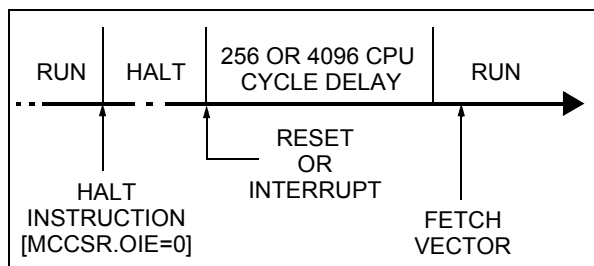 RUN
HALT
256 OR 4096 CPU
CYCLE DELAY
RUN
RESET
OR
INTERRUPT
HALT
INSTRUCTION
[MCCSR.OIE=0]
FETCH
VECTOR